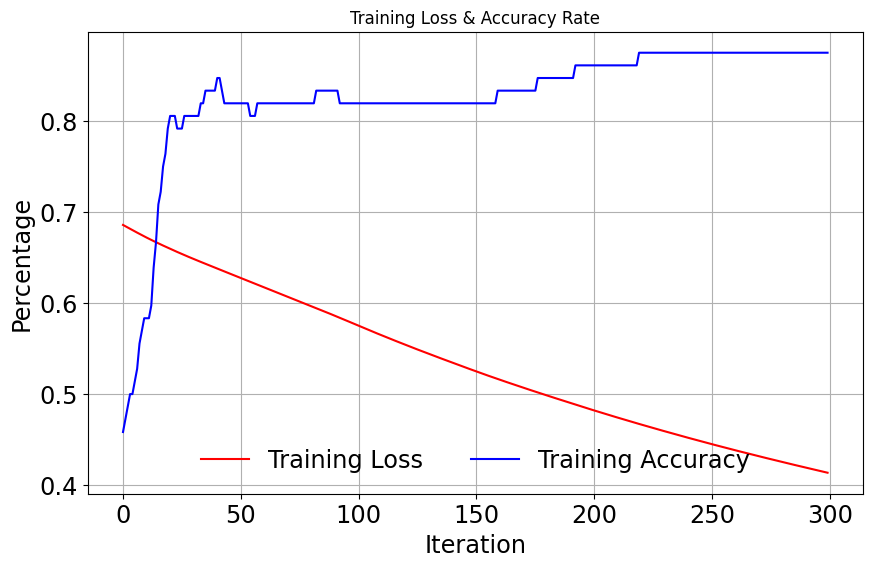 Training Loss & Accuracy Rate
Percentage
0.8
0.7
0.6
0.5
0.4
Training Loss
Training Accuracy
0 50 100 150 200 250 300
Iteration